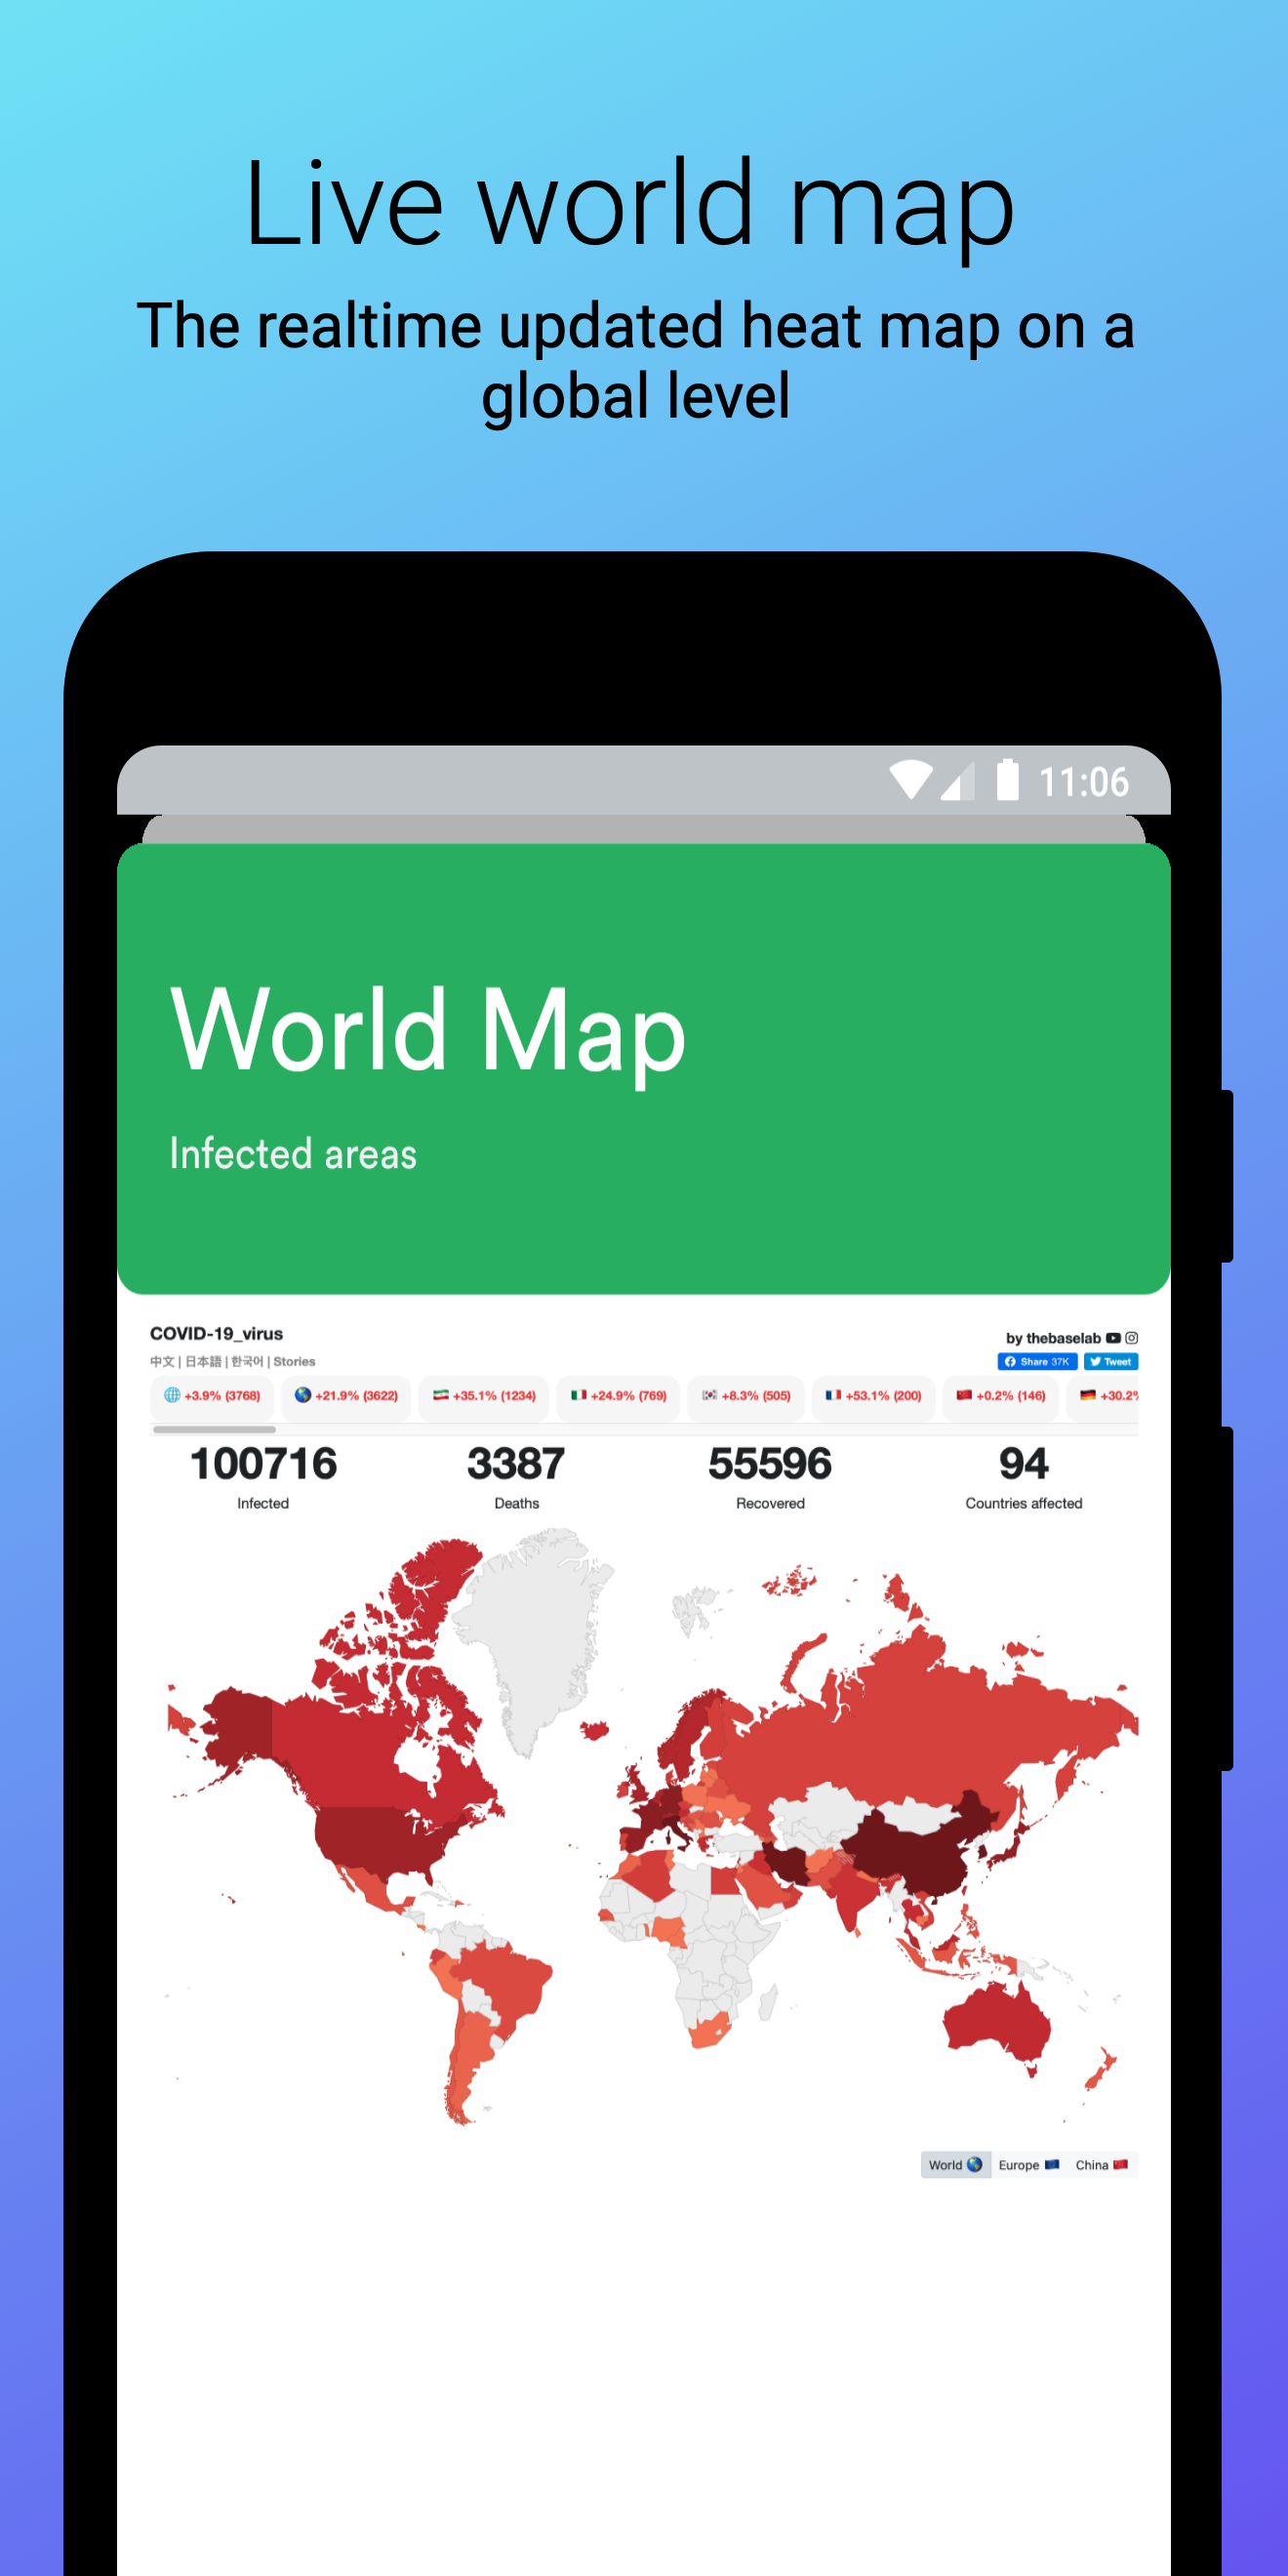 Live world map
The realtime updated heat map on a
global level
11:06
World Map
Infected areas
COVID-19_virus
by thebaselab
中文 | 日本語 | 한국어 | Stories
Share 37K
Tweet
+3.9% (3768)
+21.9% (3622)
+35.1% (1234)
+24.9% (769)
+8.3% (505)
+53.1% (200)
+0.2% (146)
+30.2%
100716
3387
55596
94
Infected
Deaths
Recovered
Countries affected
World
Europe
China